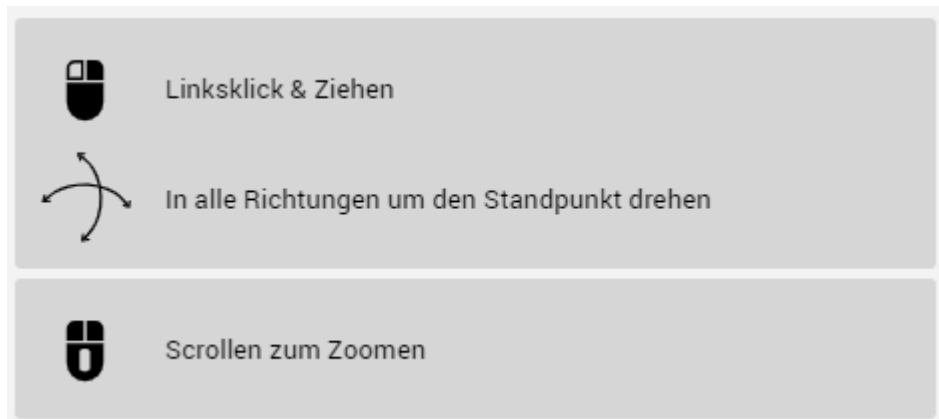 Linksklick & Ziehen
In alle Richtungen um den Standpunkt drehen
Scrollen zum Zoomen